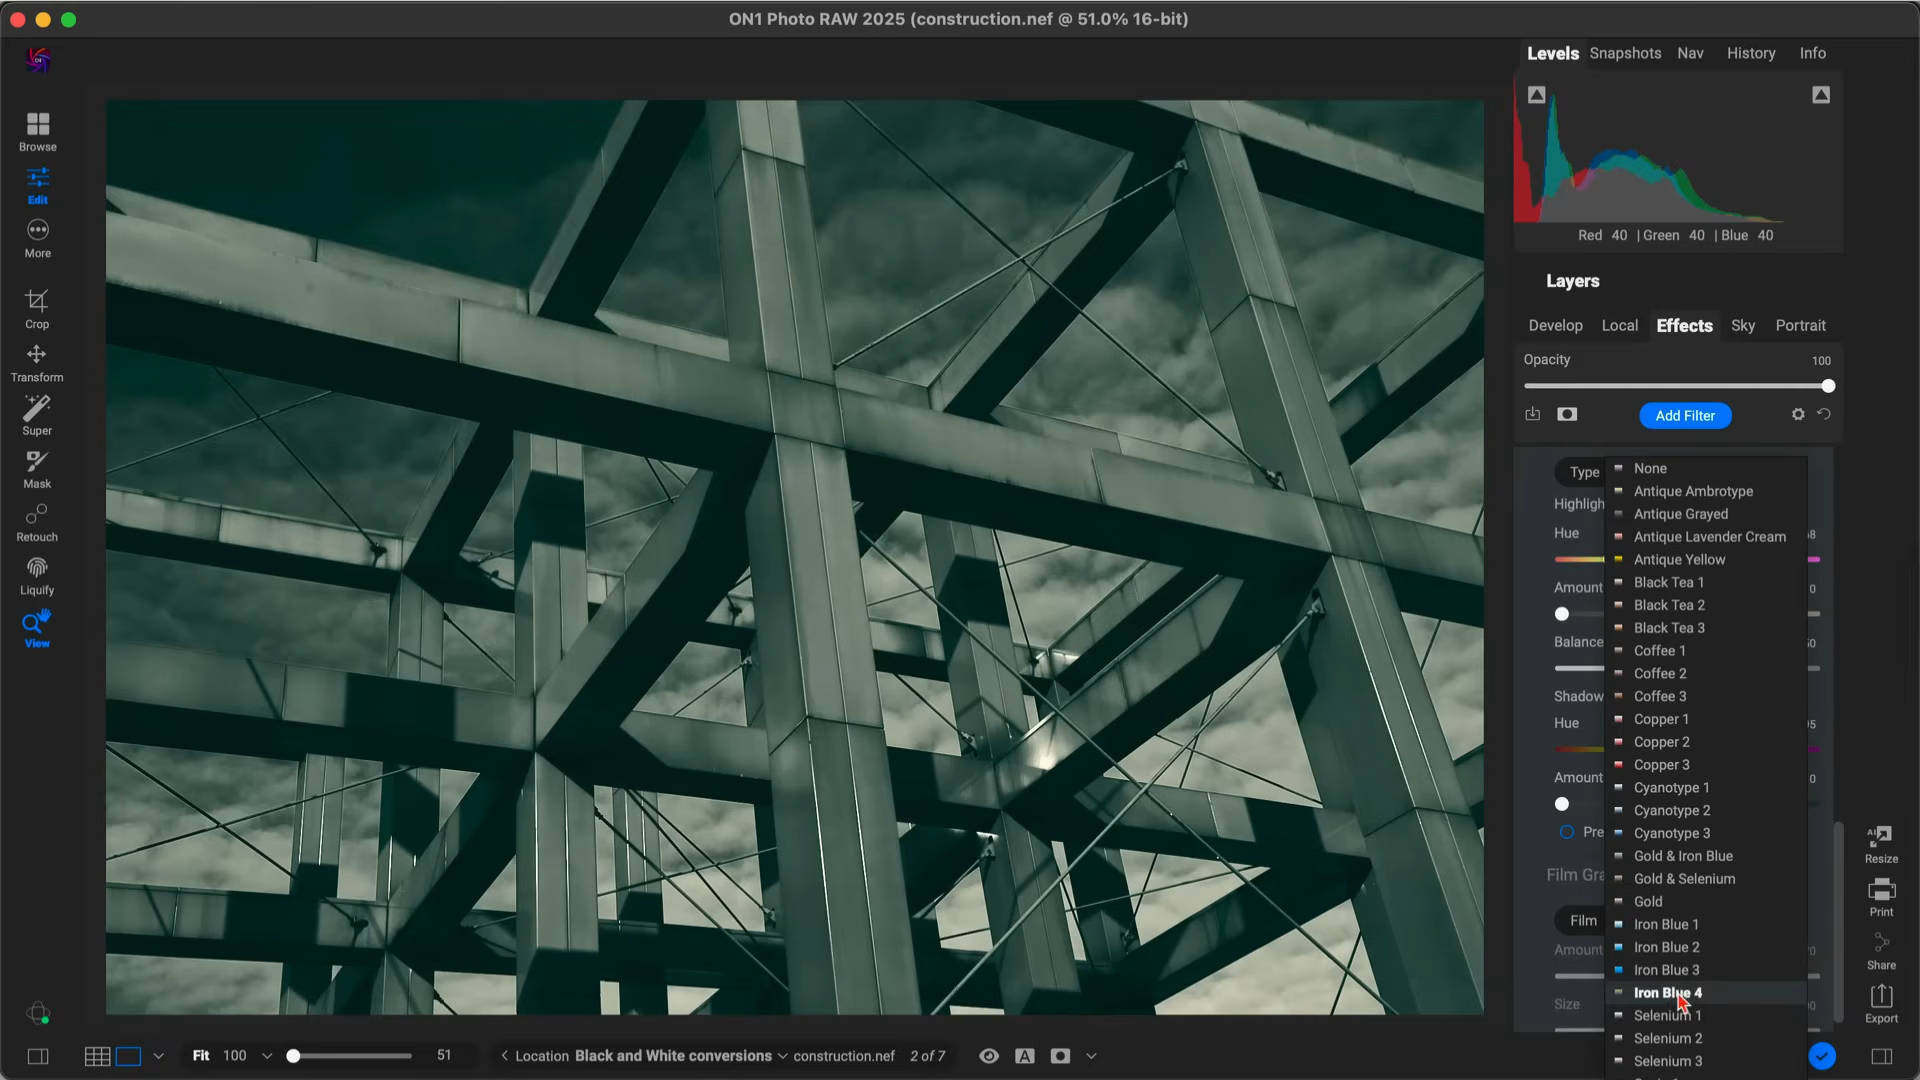 ON1 Photo RAW 2025 (construction.nef @ 51.0% 16-bit)
Levels Snapshots Nav History Info
Browse
Edit
More
Crop
Transform
Super
Mask
Retouch
Liquify
View
Red 40 | Green 40 | Blue 40
Layers
Develop Local Effects Sky Portrait
Opacity 100
Add Filter
Type
Hue
Amount 0
Balance
Hue
Amount 0
Film
Amount
Size
None
Antique Ambrotype
Antique Grayed
Antique Lavender Cream
Antique Yellow
Black Tea 1
Black Tea 2
Black Tea 3
Coffee 1
Coffee 2
Coffee 3
Copper 1
Copper 2
Copper 3
Cyanotype 1
Cyanotype 2
Cyanotype 3
Gold & Iron Blue
Gold & Selenium
Gold
Iron Blue 1
Iron Blue 2
Iron Blue 3
Iron Blue 4
Selenium 1
Selenium 2
Selenium 3
AI
Resize
Print
Share
Export
Fit 100 51 Location Black and White conversions construction.nef 2 of 7 A